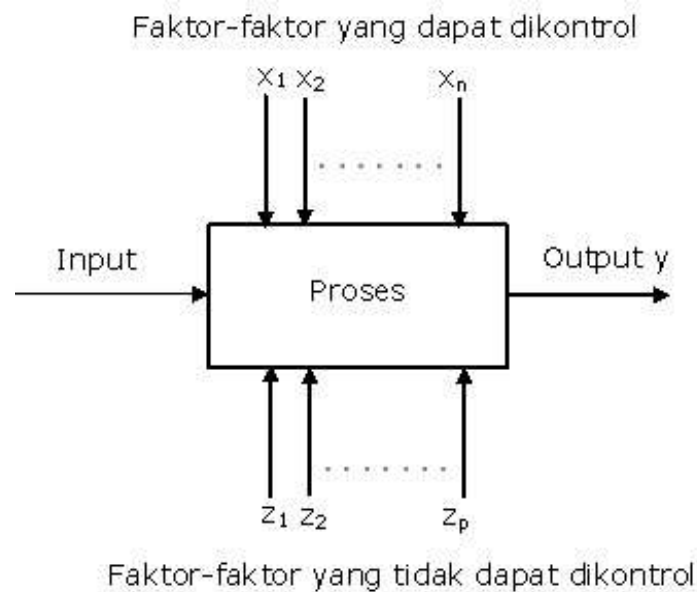 Faktor-faktor yang dapat dikontrol
X₁ X₂ Xₙ
Input
Proses
Output y
Z₁ Z₂ Zₚ
Faktor-faktor yang tidak dapat dikontrol